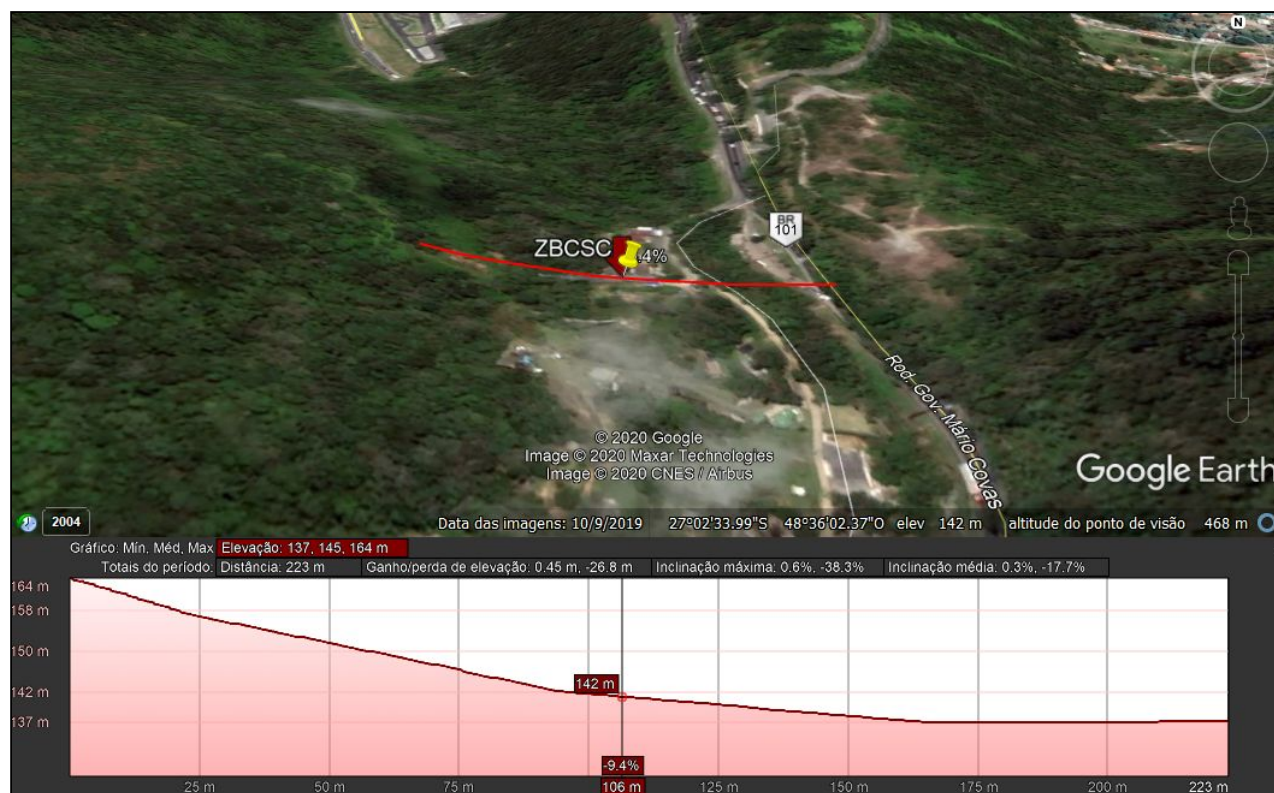 N
BR
101
ZBCSC
.4%
Rod. Gov. Mário Covas
© 2020 Google
Image © 2020 Maxar Technologies
Image © 2020 CNES / Airbus
Google Earth
2004
Data das imagens: 10/9/2019 27°02'33.99"S 48°36'02.37"O elev 142 m altitude do ponto de visão 468 m
Gráfico: Mín, Méd, Max Elevação: 137, 145, 164 m
Totais do período: Distância: 223 m Ganho/perda de elevação: 0.45 m, -26.8 m Inclinação máxima: 0.6%, -38.3% Inclinação média: 0.3%, -17.7%
164 m
158 m
150 m
142 m
142 m
137 m
-9.4%
25 m 50 m 75 m 106 m 125 m 150 m 175 m 200 m 223 m